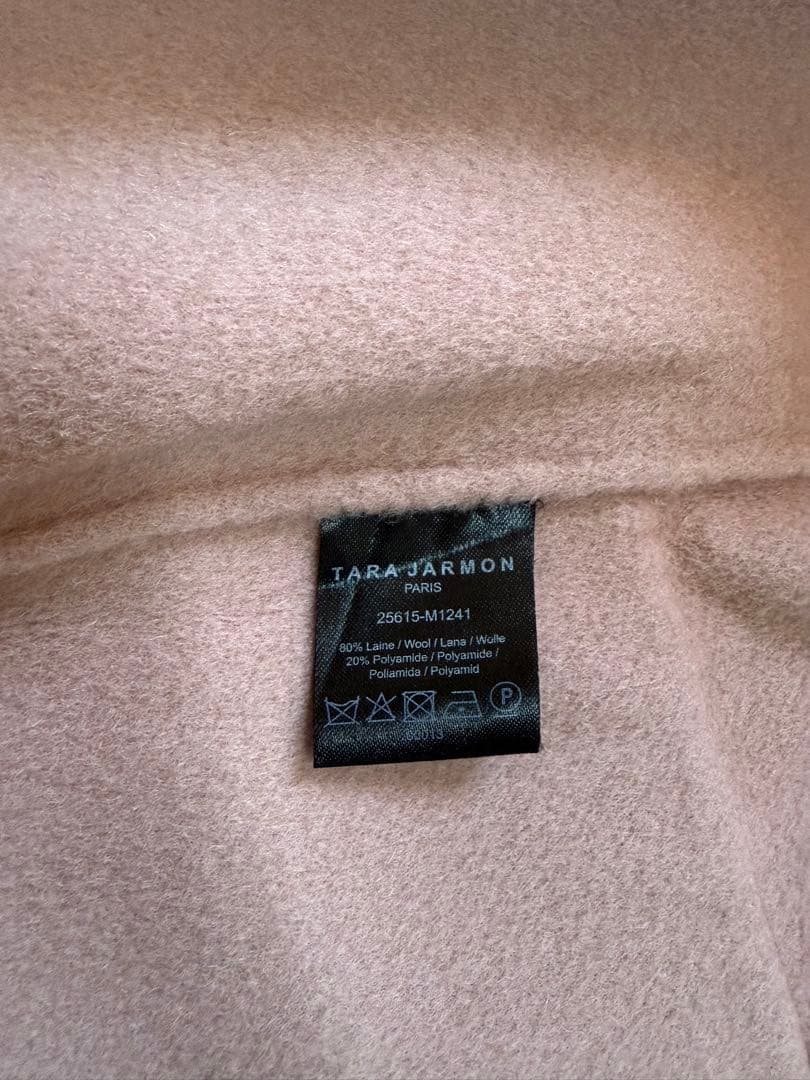 TARA JARMON
PARIS
25615-M1241
80% Laine / Wool / Lana / Wolle
20% Polyamide / Polyamide /
Poliamida / Polyamid
P